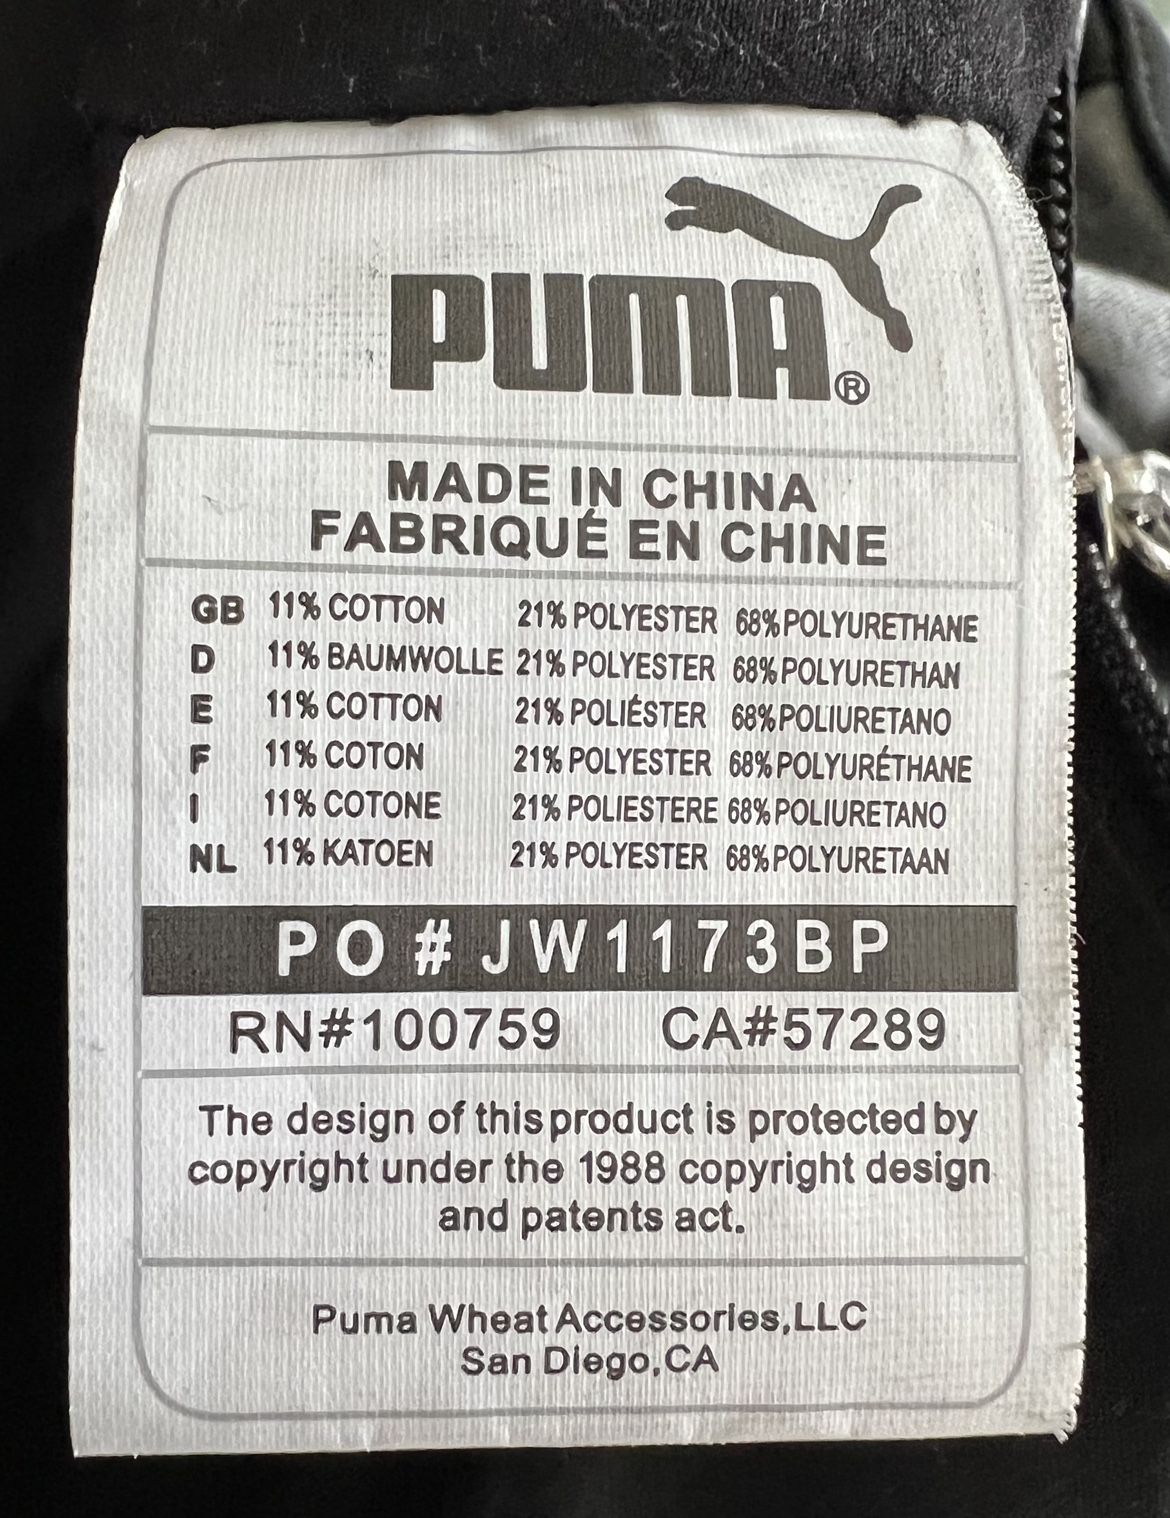 PUMA®
MADE IN CHINA
FABRIQUÉ EN CHINE
GB 11% COTTON 21% POLYESTER 68% POLYURETHANE
D 11% BAUMWOLLE 21% POLYESTER 68% POLYURETHAN
E 11% COTTON 21% POLIÉSTER 68% POLIURETANO
F 11% COTON 21% POLYESTER 68% POLYURÉTHANE
I 11% COTONE 21% POLIESTERE 68% POLIURETANO
NL 11% KATOEN 21% POLYESTER 68% POLYURETAAN
PO # JW1173BP
RN#100759 CA#57289
The design of this product is protected by
copyright under the 1988 copyright design
and patents act.
Puma Wheat Accessories,LLC
San Diego,CA